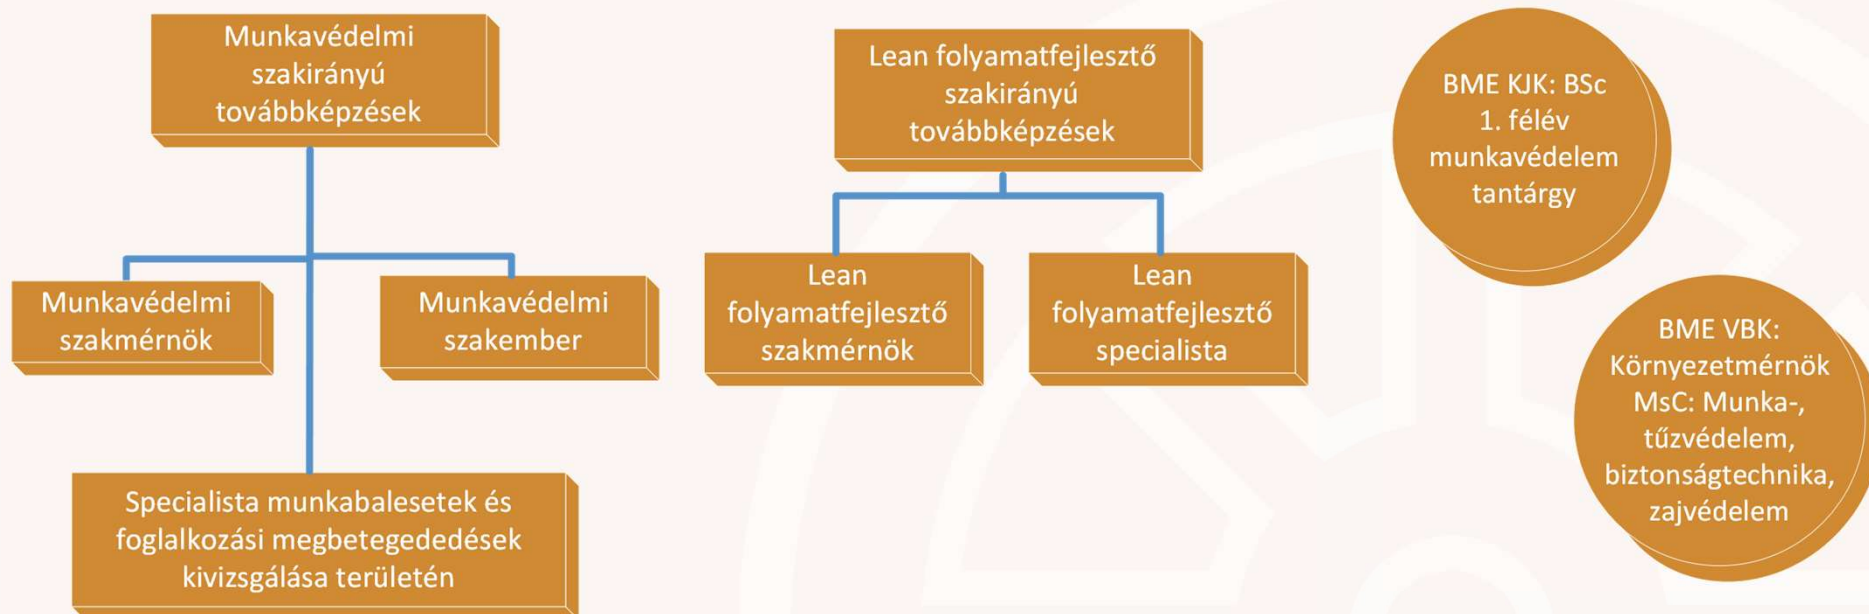 Munkavédelmi
szakirányú
továbbképzések
Munkavédelmi
szakmérnök
Munkavédelmi
szakember
Specialista munkabalesetek és
foglalkozási megbetegededések
kivizsgálása területén
Lean folyamatfejlesztő
szakirányú
továbbképzések
Lean
folyamatfejlesztő
szakmérnök
Lean
folyamatfejlesztő
specialista
BME KJK: BSc
1. félév
munkavédelem
tantárgy
BME VBK:
Környezetmérnök
MsC: Munka-,
tűzvédelem,
biztonságtechnika,
zajvédelem